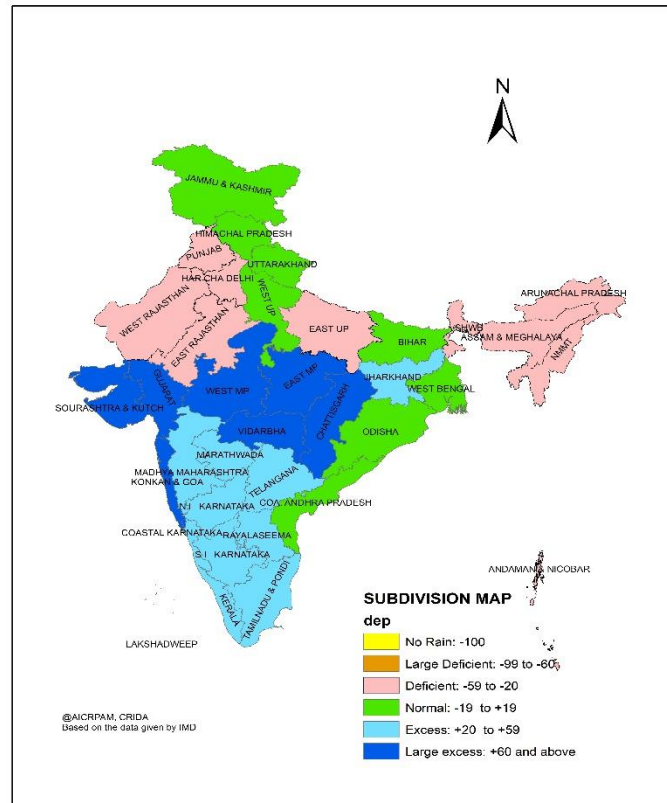 N
JAMMU & KASHMIR
HIMACHAL PRADESH
PUNJAB
UTTARAKHAND
HAR CHA DELHI
WEST UP
WEST RAJASTHAN
EAST RAJASTHAN
ARUNACHAL PRADESH
EAST UP
SHWB
ASSAM & MEGHALAYA
BIHAR
NMMT
JHARKHAND
WEST BENGAL
GUJARAT
WEST MP
EAST MP
CHATTISGARH
SOURASHTRA & KUTCH
VIDARBHA
ODISHA
MARATHWADA
MADHYA MAHARASHTRA
TELANGANA
KONKAN & GOA
COA. ANDHRA PRADESH
N I KARNATAKA
COASTAL KARNATAKA
RAYALASEEMA
S I KARNATAKA
ANDAMAN & NICOBAR
KERALA
TAMILNADU & PONDI
LAKSHADWEEP
SUBDIVISION MAP
dep
No Rain: -100
Large Deficient: -99 to -60
Deficient: -59 to -20
Normal: -19 to +19
Excess: +20 to +59
Large excess: +60 and above
@AICRPAM, CRIDA
Based on the data given by IMD